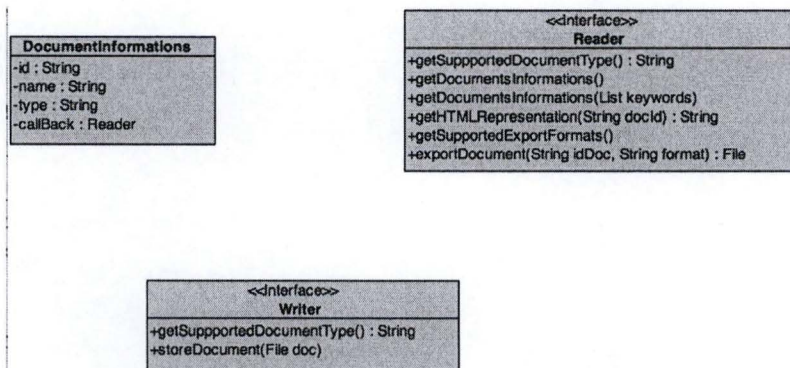 DocumentInformations
-id : String
-name : String
-type : String
-callBack : Reader
<<Interface>>
Reader
+getSuppportedDocumentType() : String
+getDocumentsInformations()
+getDocumentsInformations(List keywords)
+getHTMLRepresentation(String docId) : String
+getSupportedExportFormats()
+exportDocument(String idDoc, String format) : File
<<Interface>>
Writer
+getSuppportedDocumentType() : String
+storeDocument(File doc)